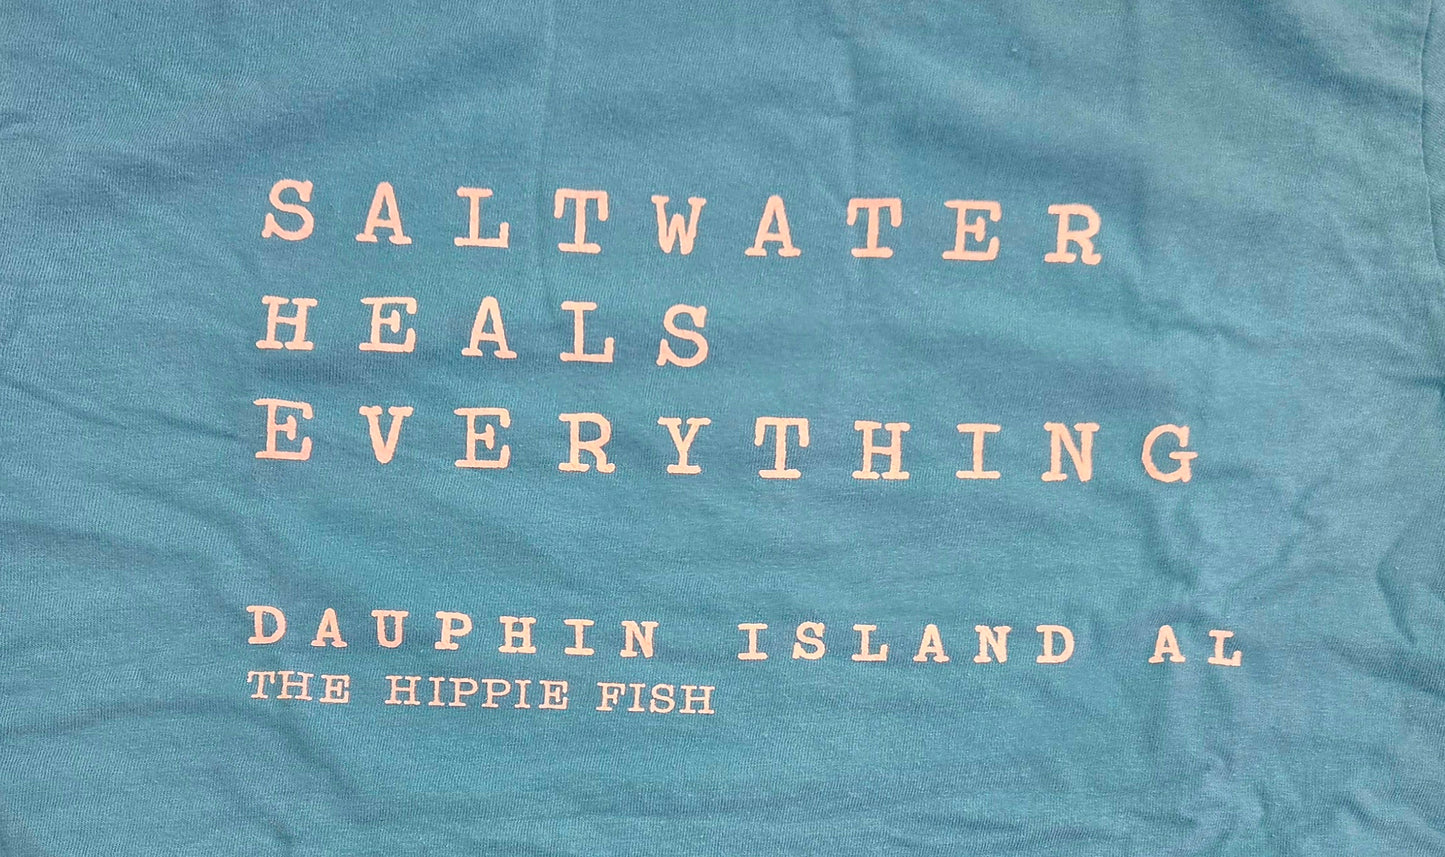 SALTWATER
HEALS
EVERYTHING
DAUPHIN ISLAND AL
THE HIPPIE FISH